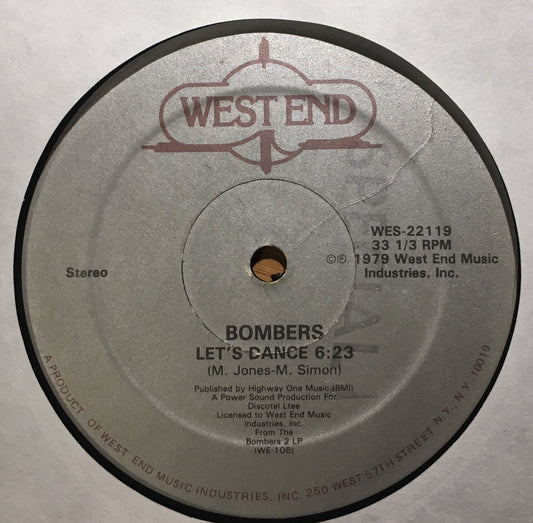 WEST END
SPECIAL
WES-22119
33 1/3 RPM
©℗ 1979 West End Music
Industries, Inc.
Stereo
BOMBERS
LET'S DANCE 6:23
(M. Jones-M. Simon)
Published by Highway One Music (BMI)
A Power Sound Production For
Discotel Ltee
Licensed to West End Music
Industries, Inc.
From The
Bombers 2 LP
(WE-106)
A PRODUCT OF WEST END MUSIC INDUSTRIES, INC. 250 WEST 57TH STREET N.Y., N.Y. 10019